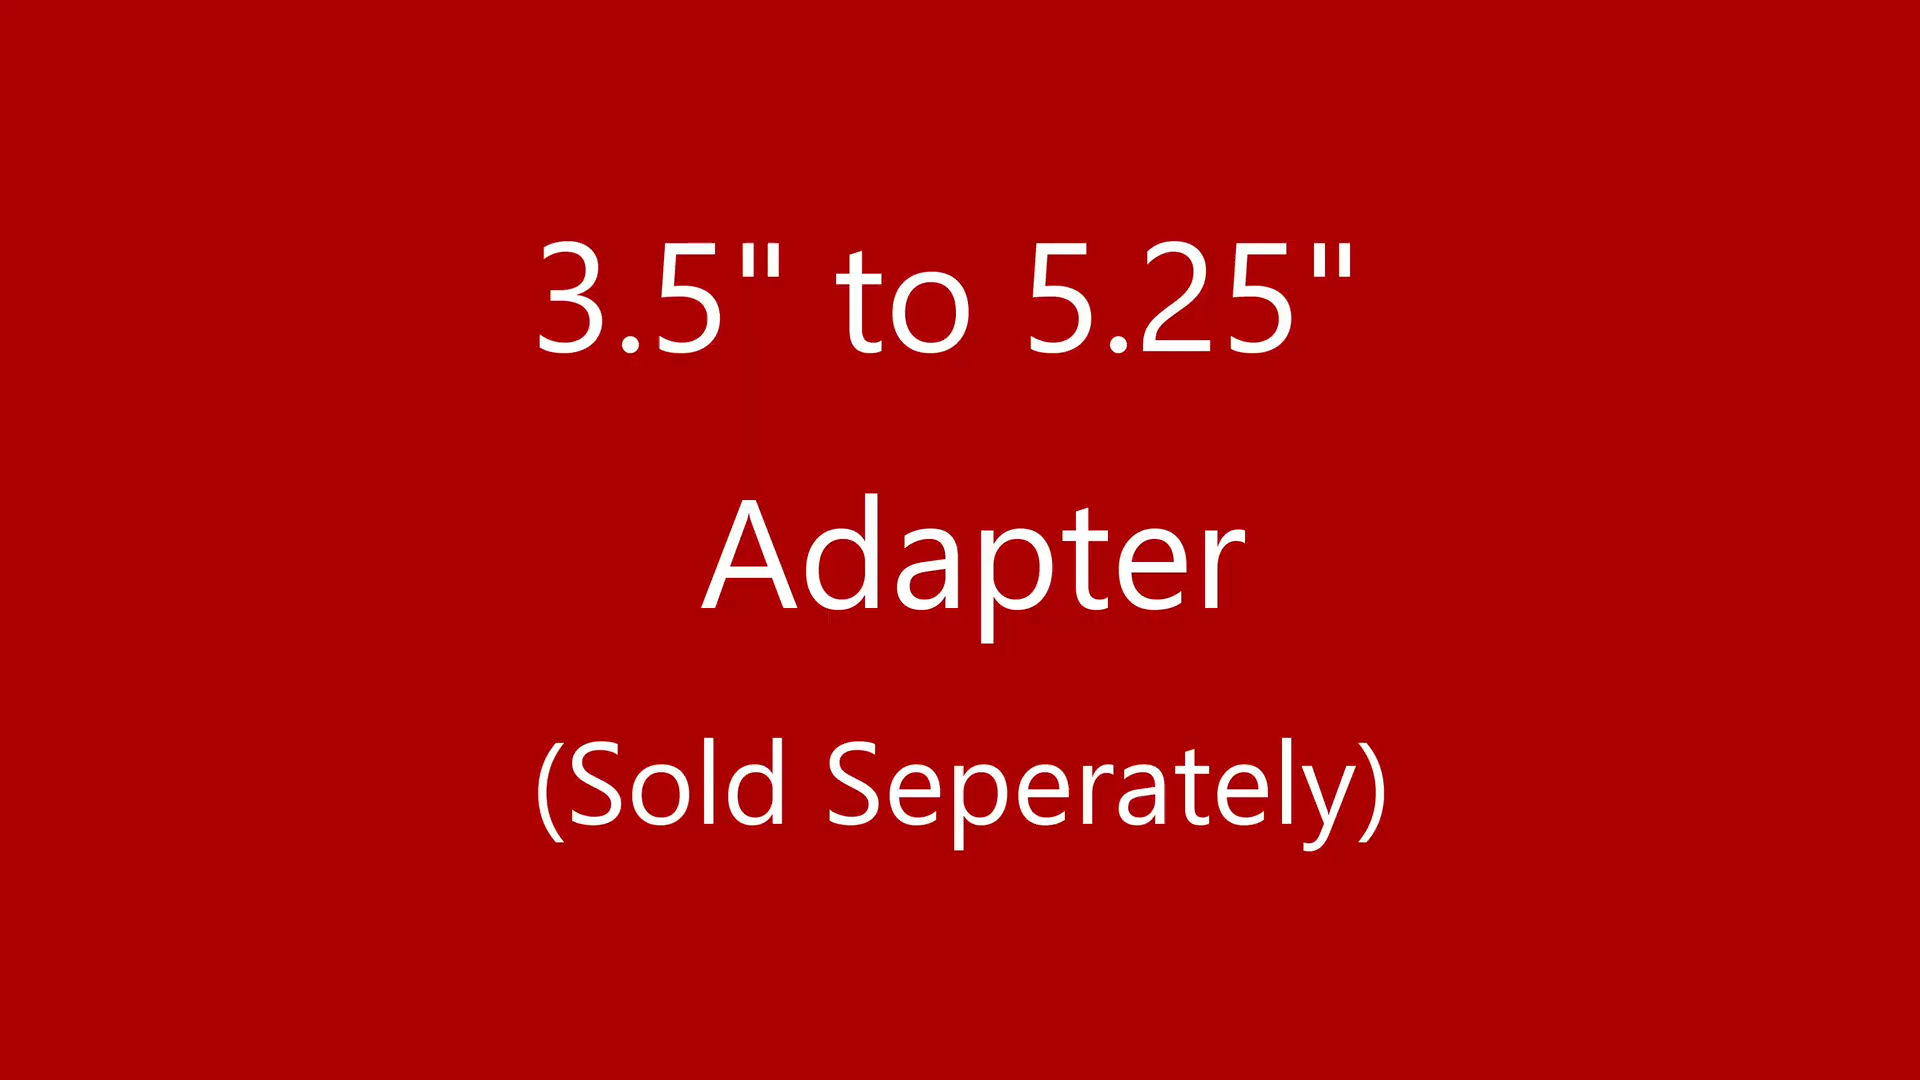 3.5" to 5.25"
Adapter
(Sold Seperately)